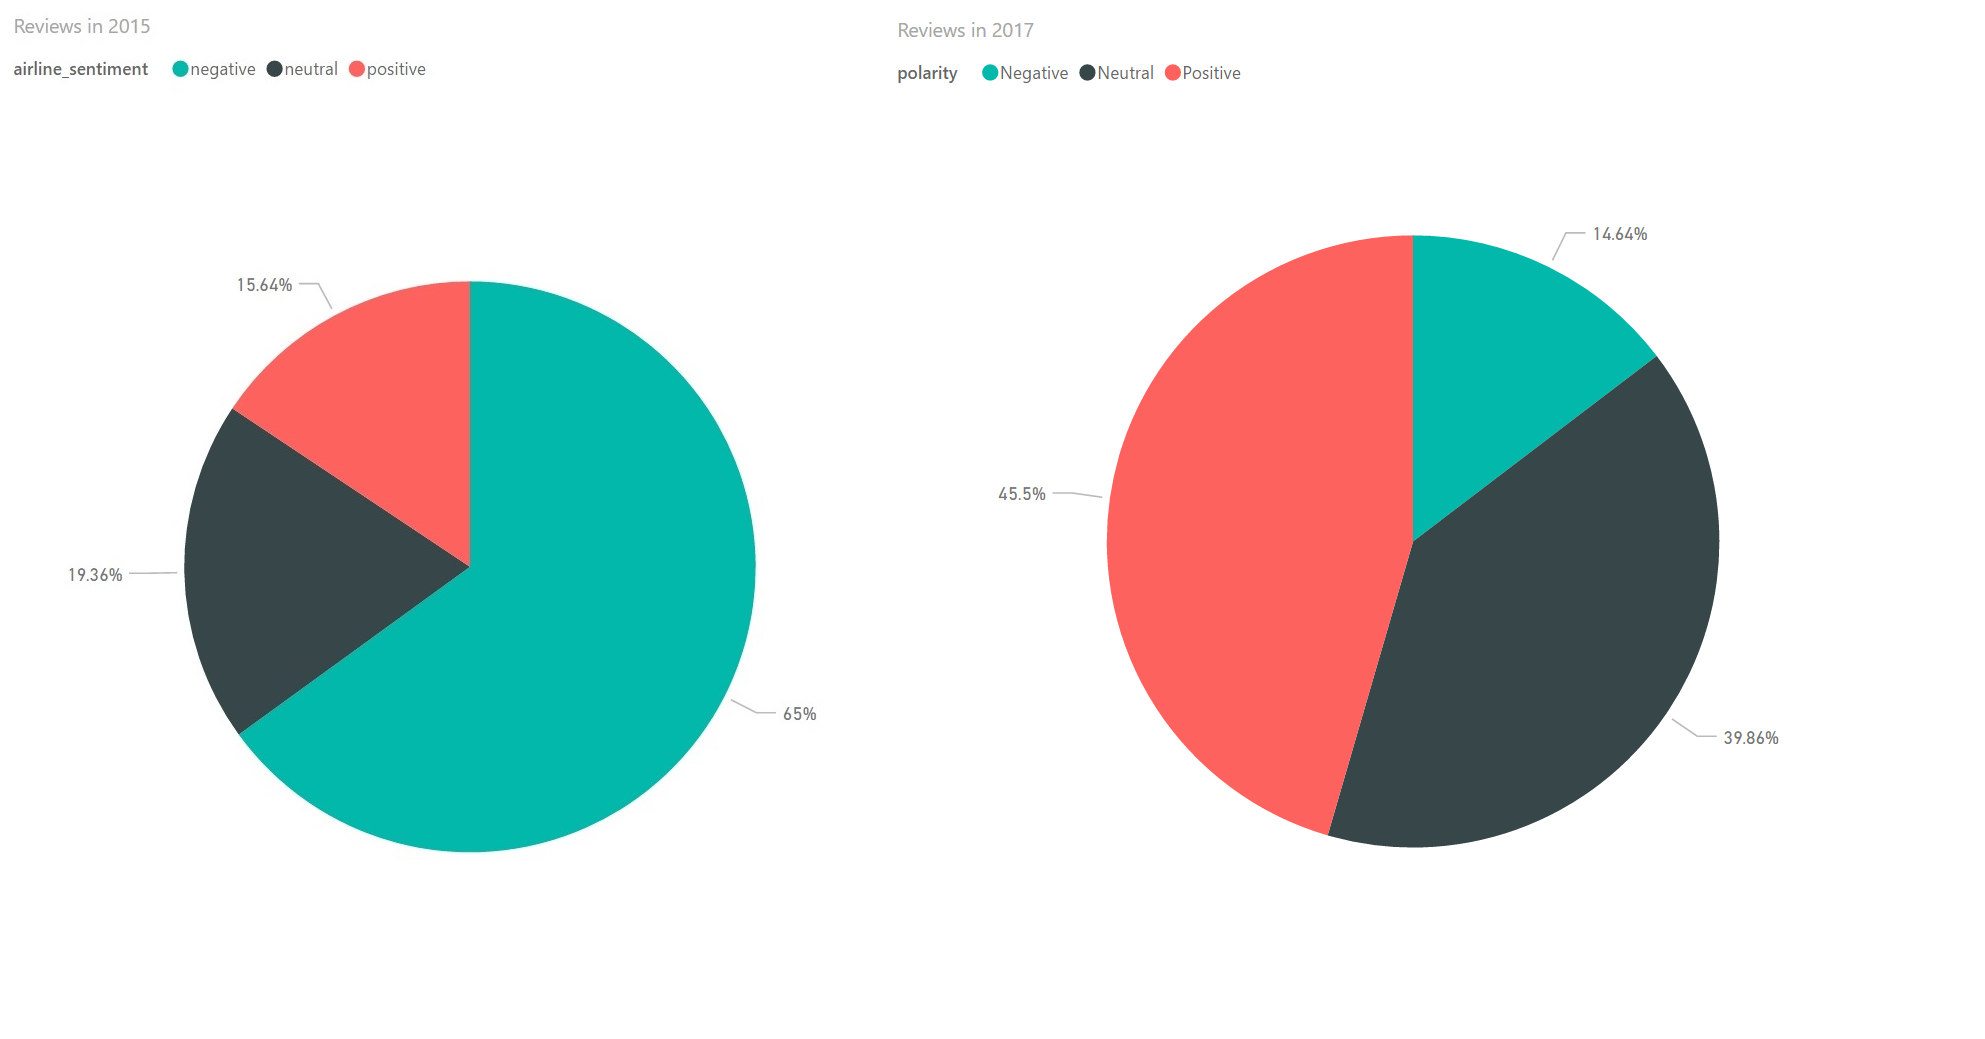 Reviews in 2015
airline_sentiment negative neutral positive
15.64%
19.36%
65%
Reviews in 2017
polarity Negative Neutral Positive
14.64%
45.5%
39.86%